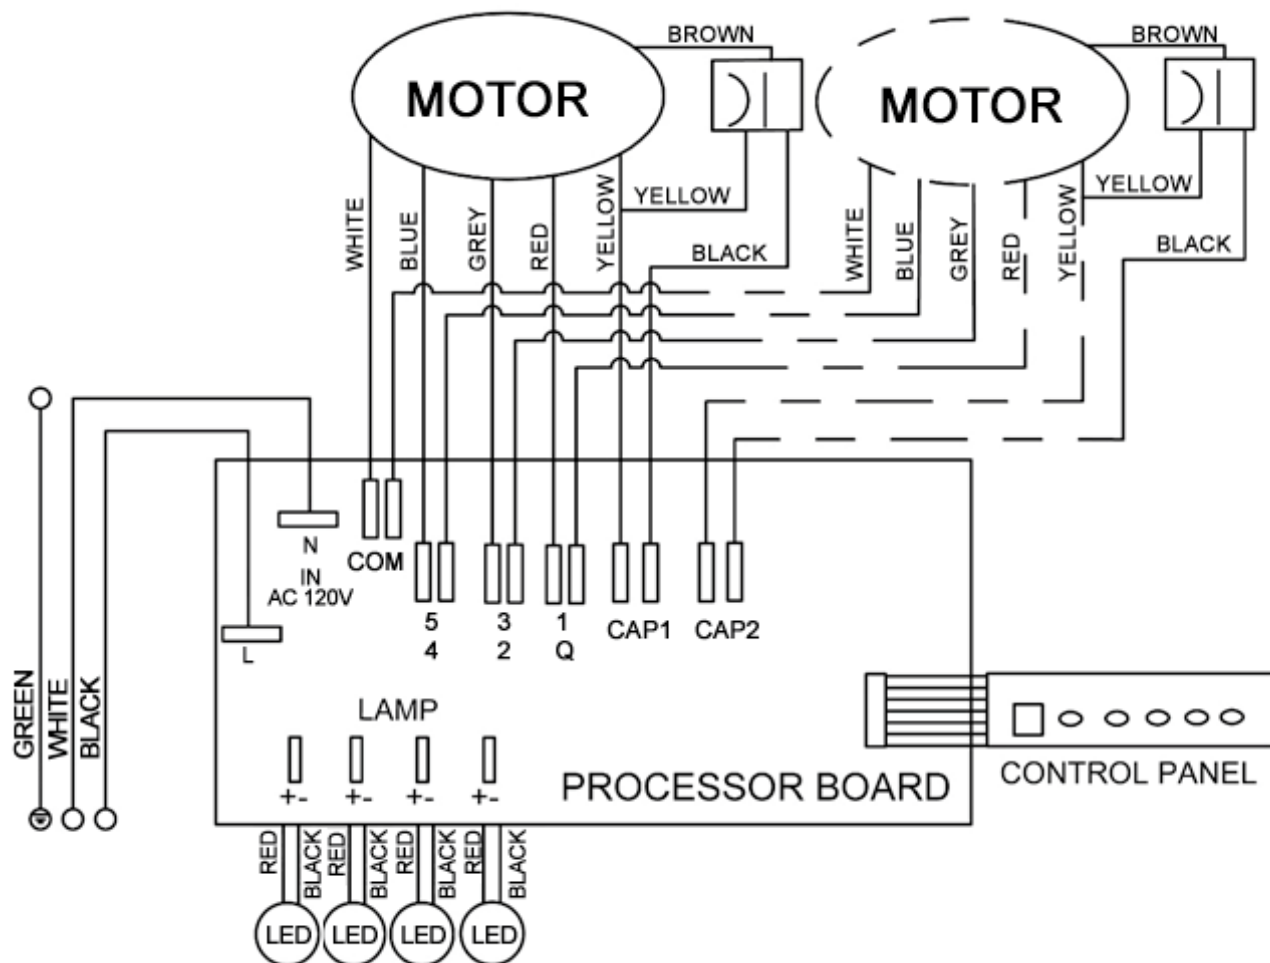 BROWN
BROWN
MOTOR
MOTOR
YELLOW
YELLOW
WHITE
BLUE
GREY
RED
YELLOW
BLACK
WHITE
BLUE
GREY
RED
YELLOW
BLACK
N
IN
AC 120V
COM
L
5
4
3
2
1
Q
CAP1
CAP2
GREEN
WHITE
BLACK
LAMP
+-
+-
+-
+-
PROCESSOR BOARD
CONTROL PANEL
RED
BLACK
RED
BLACK
RED
BLACK
RED
BLACK
LED
LED
LED
LED